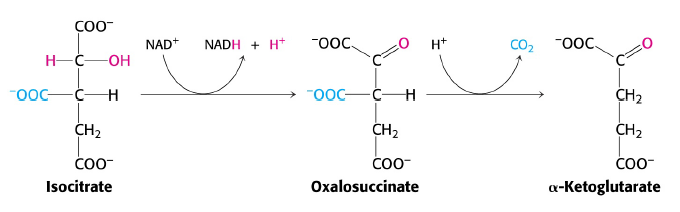 COO⁻
H—C—OH
⁻OOC—C—H
CH₂
COO⁻
Isocitrate
NAD⁺ NADH + H⁺
⁻OOC O
C
⁻OOC—C—H
CH₂
COO⁻
Oxalosuccinate
H⁺ CO₂
⁻OOC O
C
CH₂
CH₂
COO⁻
α-Ketoglutarate